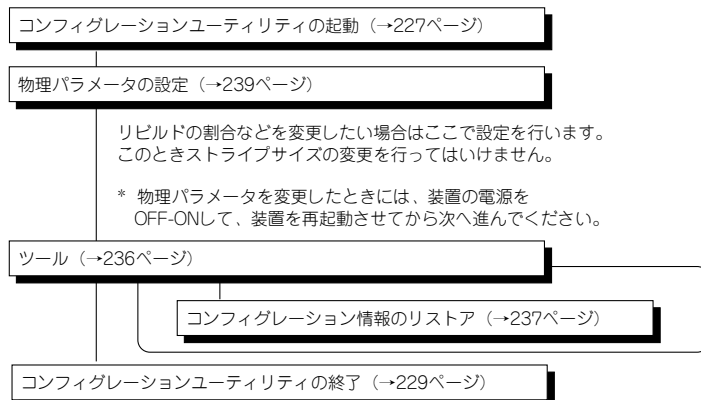 コンフィグレーションユーティリティの起動（→227ページ）
物理パラメータの設定（→239ページ）
リビルドの割合などを変更したい場合はここで設定を行います。
このときストライプサイズの変更を行ってはいけません。
* 物理パラメータを変更したときには、装置の電源を
OFF-ONして、装置を再起動させてから次へ進んでください。
ツール（→236ページ）
コンフィグレーション情報のリストア（→237ページ）
コンフィグレーションユーティリティの終了（→229ページ）